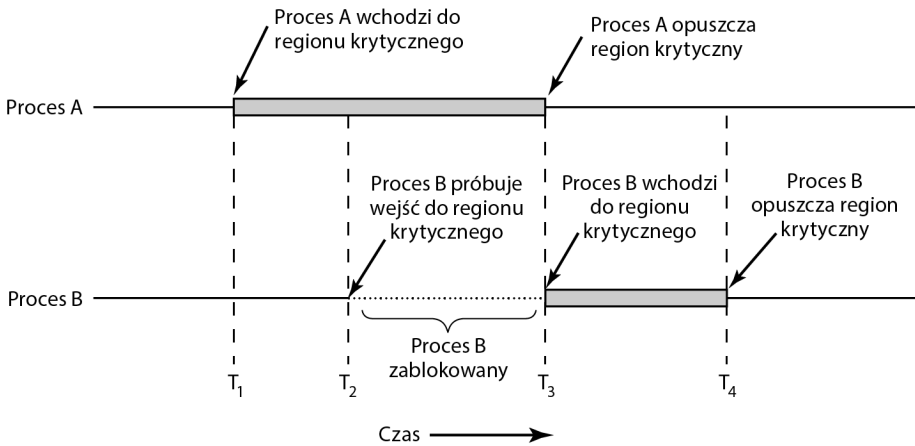 Proces A wchodzi do
regionu krytycznego
Proces A opuszcza
region krytyczny
Proces A
Proces B próbuje
wejść do regionu
krytycznego
Proces B wchodzi
do regionu
krytycznego
Proces B
opuszcza region
krytyczny
Proces B
Proces B
zablokowany
T1
T2
T3
T4
Czas